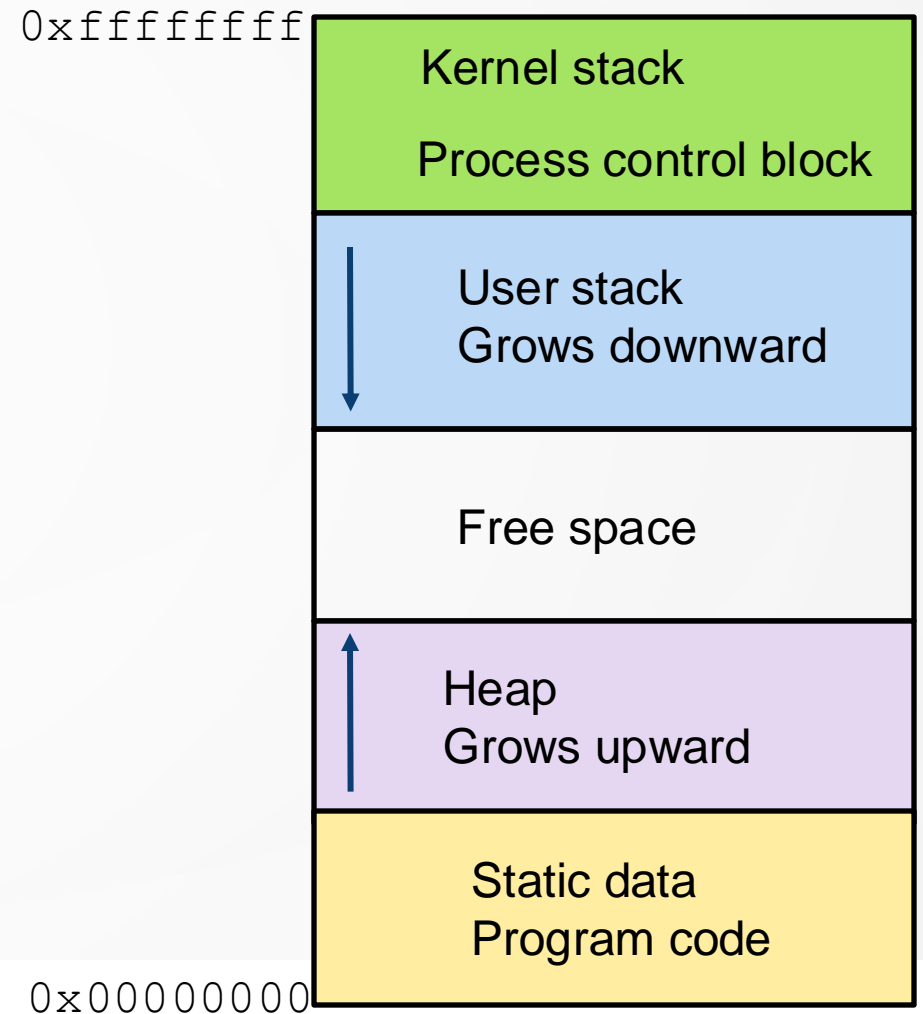 0xffffffff
Kernel stack
Process control block
User stack
Grows downward
Free space
Heap
Grows upward
Static data
Program code
0x00000000